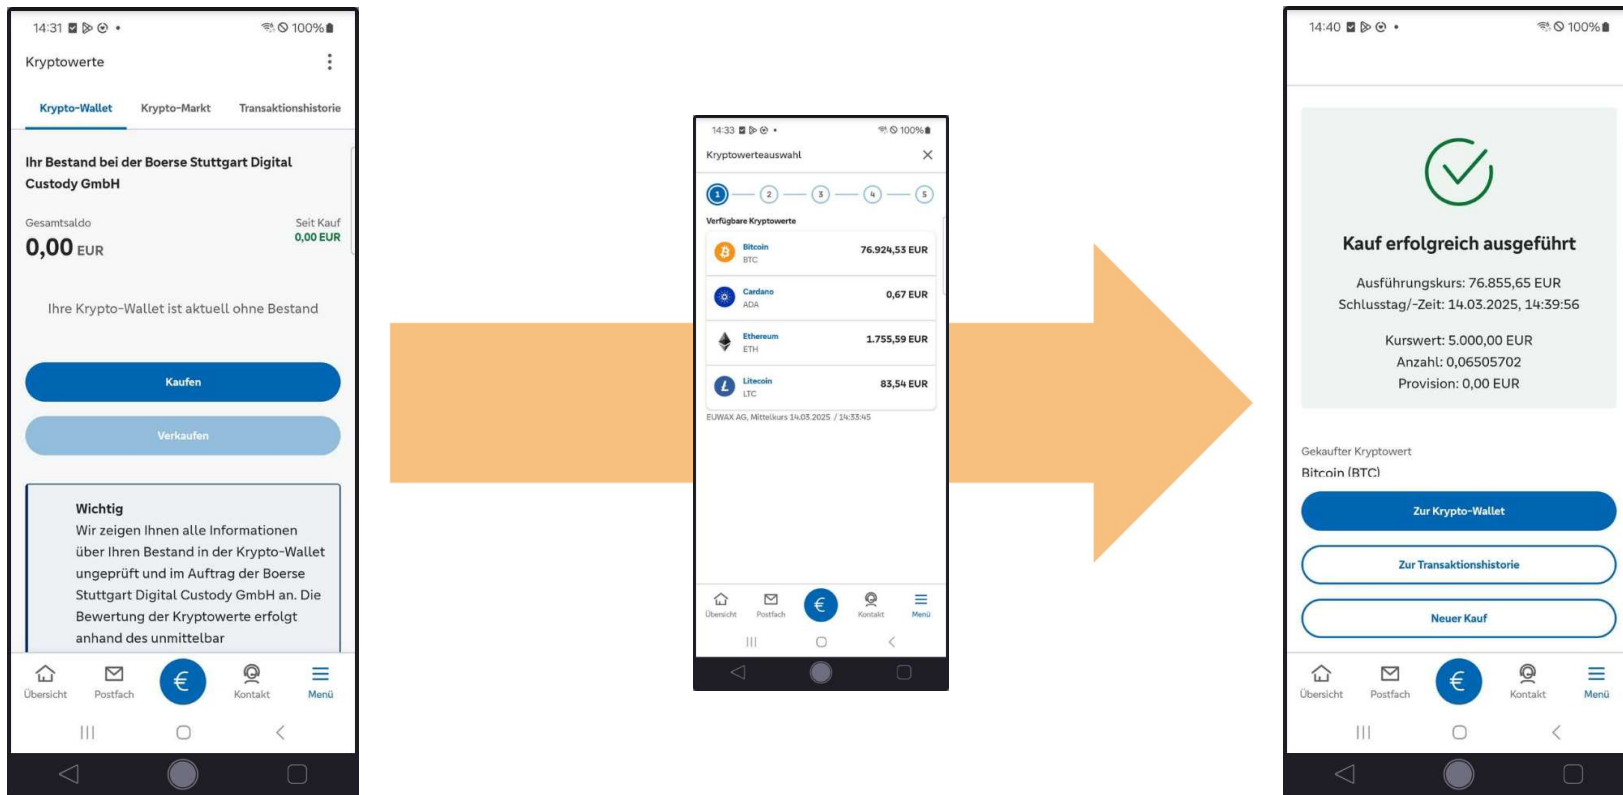 14:31
100%
Kryptowerte
Krypto-Wallet Krypto-Markt Transaktionshistorie
Ihr Bestand bei der Boerse Stuttgart Digital
Custody GmbH
Gesamtsaldo Seit Kauf
0,00 EUR 0,00 EUR
Ihre Krypto-Wallet ist aktuell ohne Bestand
Kaufen
Verkaufen
Wichtig
Wir zeigen Ihnen alle Informationen
über Ihren Bestand in der Krypto-Wallet
ungeprüft und im Auftrag der Boerse
Stuttgart Digital Custody GmbH an. Die
Bewertung der Kryptowerte erfolgt
anhand des unmittelbar
€
Übersicht Postfach Kontakt Menü
14:33 100%
Kryptowerteauswahl
1 2 3 4 5
Verfügbare Kryptowerte
Bitcoin 76.924,53 EUR
BTC
Cardano 0,67 EUR
ADA
Ethereum 1.755,59 EUR
ETH
Litecoin 83,54 EUR
LTC
EUWAX AG, Mittelkurs 14.03.2025 / 14:33:45
€
Übersicht Postfach Kontakt Menü
14:40 100%
Kauf erfolgreich ausgeführt
Ausführungskurs: 76.855,65 EUR
Schlusstag/-Zeit: 14.03.2025, 14:39:56
Kurswert: 5.000,00 EUR
Anzahl: 0,06505702
Provision: 0,00 EUR
Gekaufter Kryptowert
Bitcoin (BTC)
Zur Krypto-Wallet
Zur Transaktionshistorie
Neuer Kauf
€
Übersicht Postfach Kontakt Menü